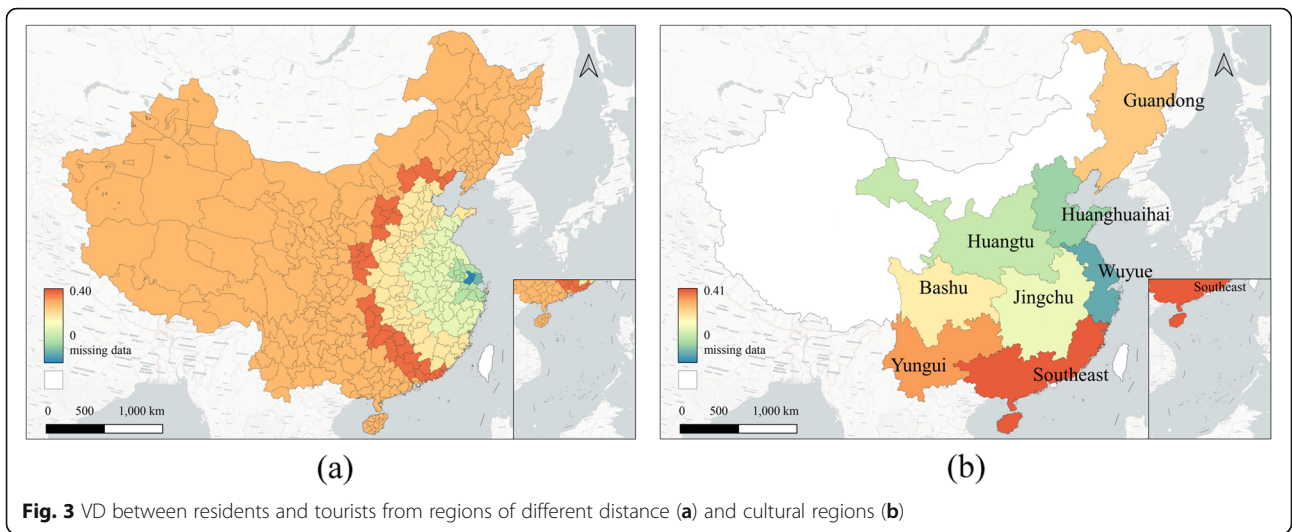 0.40
0
missing data
0 500 1,000 km
(a)
Guandong
Huanghuaihai
Huangtu
Wuyue
Bashu
Jingchu
Yungui
Southeast
Southeast
0.41
0
missing data
0 500 1,000 km
(b)
Fig. 3 VD between residents and tourists from regions of different distance (a) and cultural regions (b)